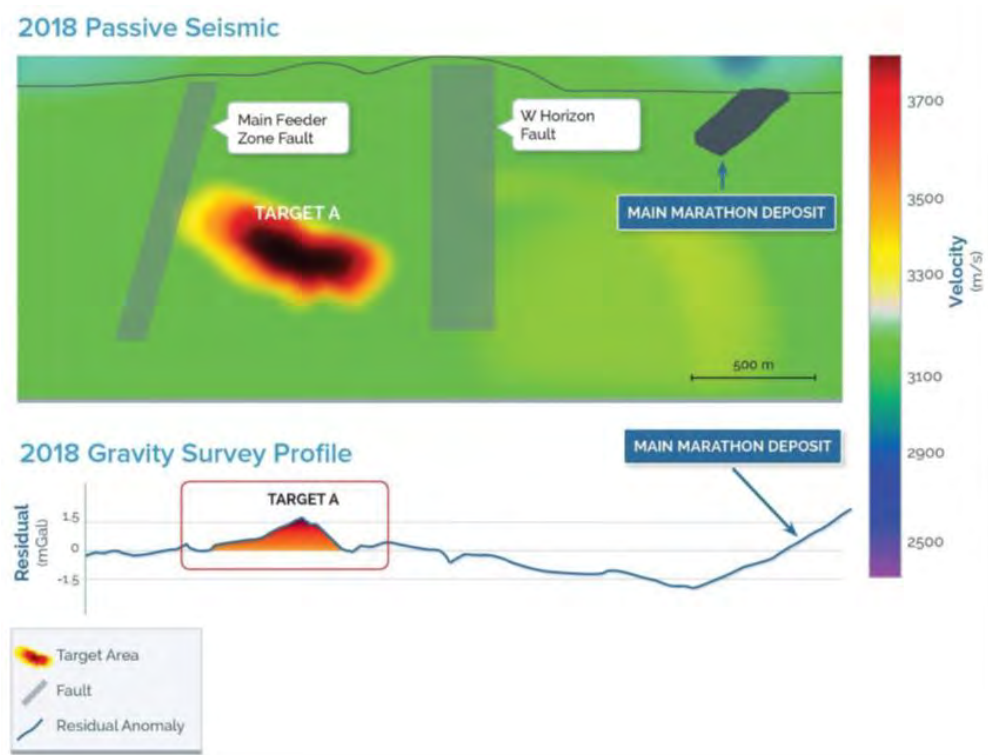 2018 Passive Seismic
Main Feeder
Zone Fault
W Horizon
Fault
TARGET A
MAIN MARATHON DEPOSIT
500 m
3700
3500
3300
3100
2900
2500
Velocity
(m/s)
2018 Gravity Survey Profile
MAIN MARATHON DEPOSIT
TARGET A
Residual
(mGal)
1.5
0
-1.5
Target Area
Fault
Residual Anomaly